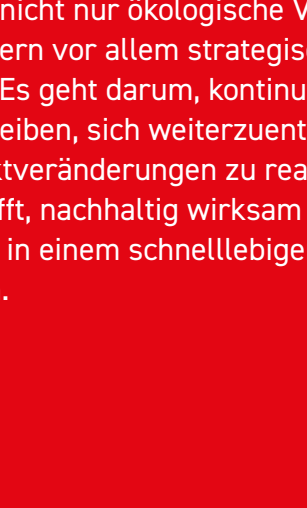 nicht nur ökologische V
ern vor allem strategis
Es geht darum, kontinu
eiben, sich weiterzuent
ktveränderungen zu rea
fft, nachhaltig wirksam
in einem schnelllebige
.